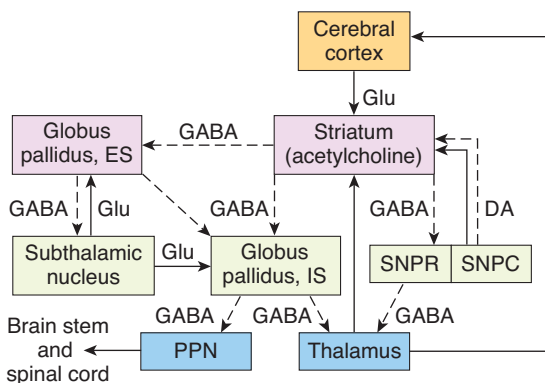 Cerebral
cortex
Glu
Globus
pallidus, ES
GABA
Striatum
(acetylcholine)
GABA
Glu
GABA
GABA
DA
Subthalamic
nucleus
Glu
Globus
pallidus, IS
SNPR
SNPC
GABA
GABA
GABA
Brain stem
and
spinal cord
PPN
Thalamus